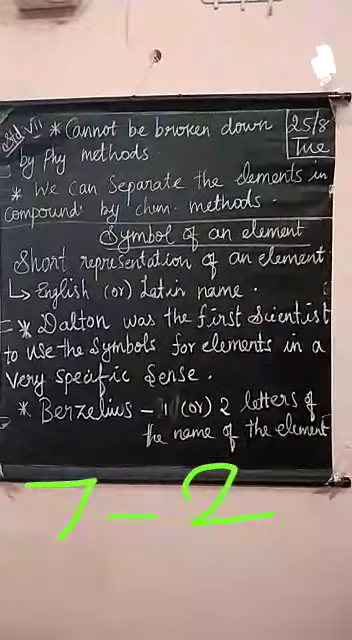 Std VII
25/8
Tue
* Cannot be broken down
by Phy methods.
* We can separate the elements in
compound by chem. methods.
Symbol of an element
Short representation of an element
↳ English (or) Latin name.
* Dalton was the first Scientist
to use the Symbols for elements in a
very specific Sense.
* Berzelius - 1 (or) 2 letters of
the name of the element
7-2